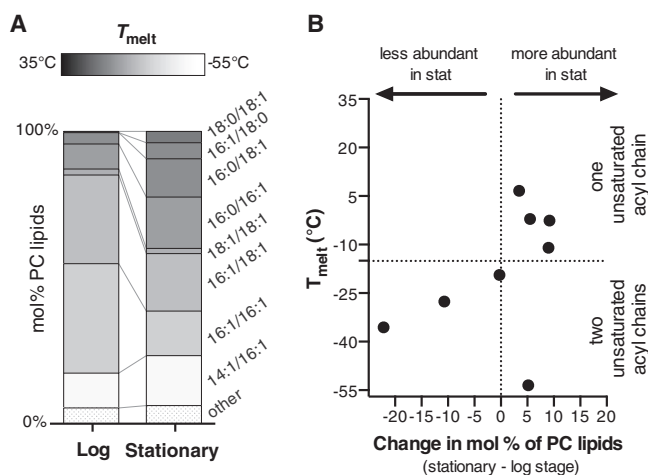 A
T melt
35°C
-55°C
100%
mol% PC lipids
0%
18:0/18:1
16:1/18:0
16:0/18:1
16:0/16:1
18:1/18:1
16:1/18:1
16:1/16:1
14:1/16:1
other
Log
Stationary
B
less abundant
in stat
more abundant
in stat
T melt (°C)
35
20
5
-10
-25
-40
-55
one
unsaturated
acyl chain
two
unsaturated
acyl chains
-20 -15 -10 -5 0 5 10 15 20
Change in mol % of PC lipids
(stationary - log stage)